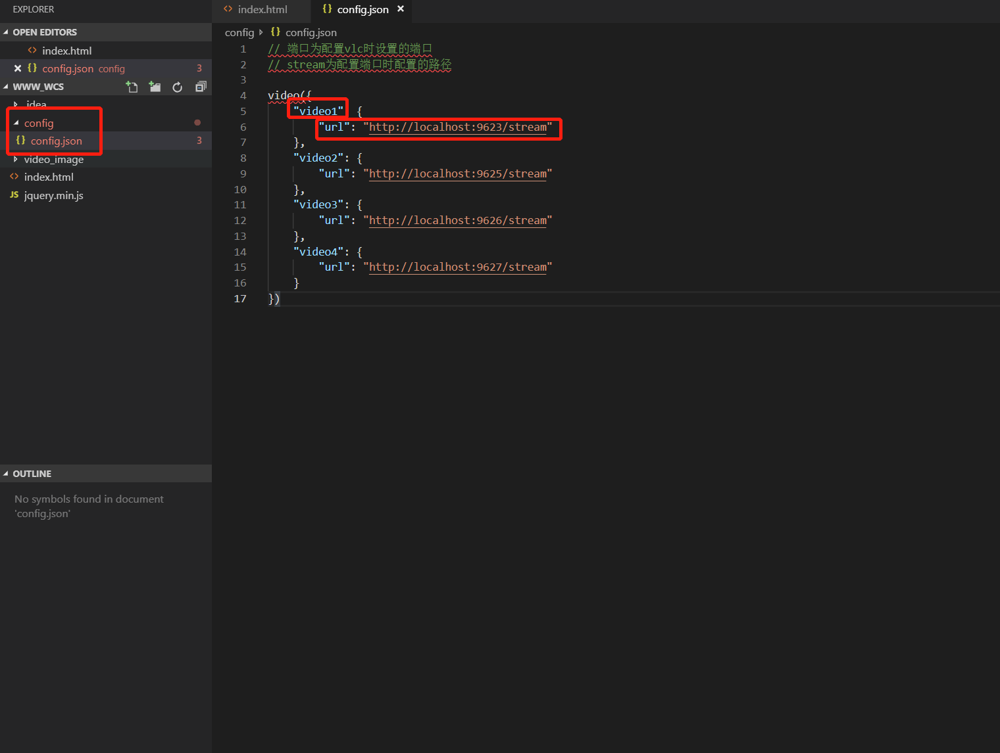 EXPLORER
OPEN EDITORS
index.html
config.json config 3
WWW_WCS
.idea
config
config.json 3
video_image
index.html
JS jquery.min.js
OUTLINE
No symbols found in document
'config.json'
index.html
{} config.json ×
config {} config.json
1 // 端口为配置vlc时设置的端口
2 // stream为配置端口时配置的路径
3
4 video({
5 "video1" {
6 "url": "http://localhost:9623/stream"
7 },
8 "video2": {
9 "url": "http://localhost:9625/stream"
10 },
11 "video3": {
12 "url": "http://localhost:9626/stream"
13 },
14 "video4": {
15 "url": "http://localhost:9627/stream"
16 }
17 })